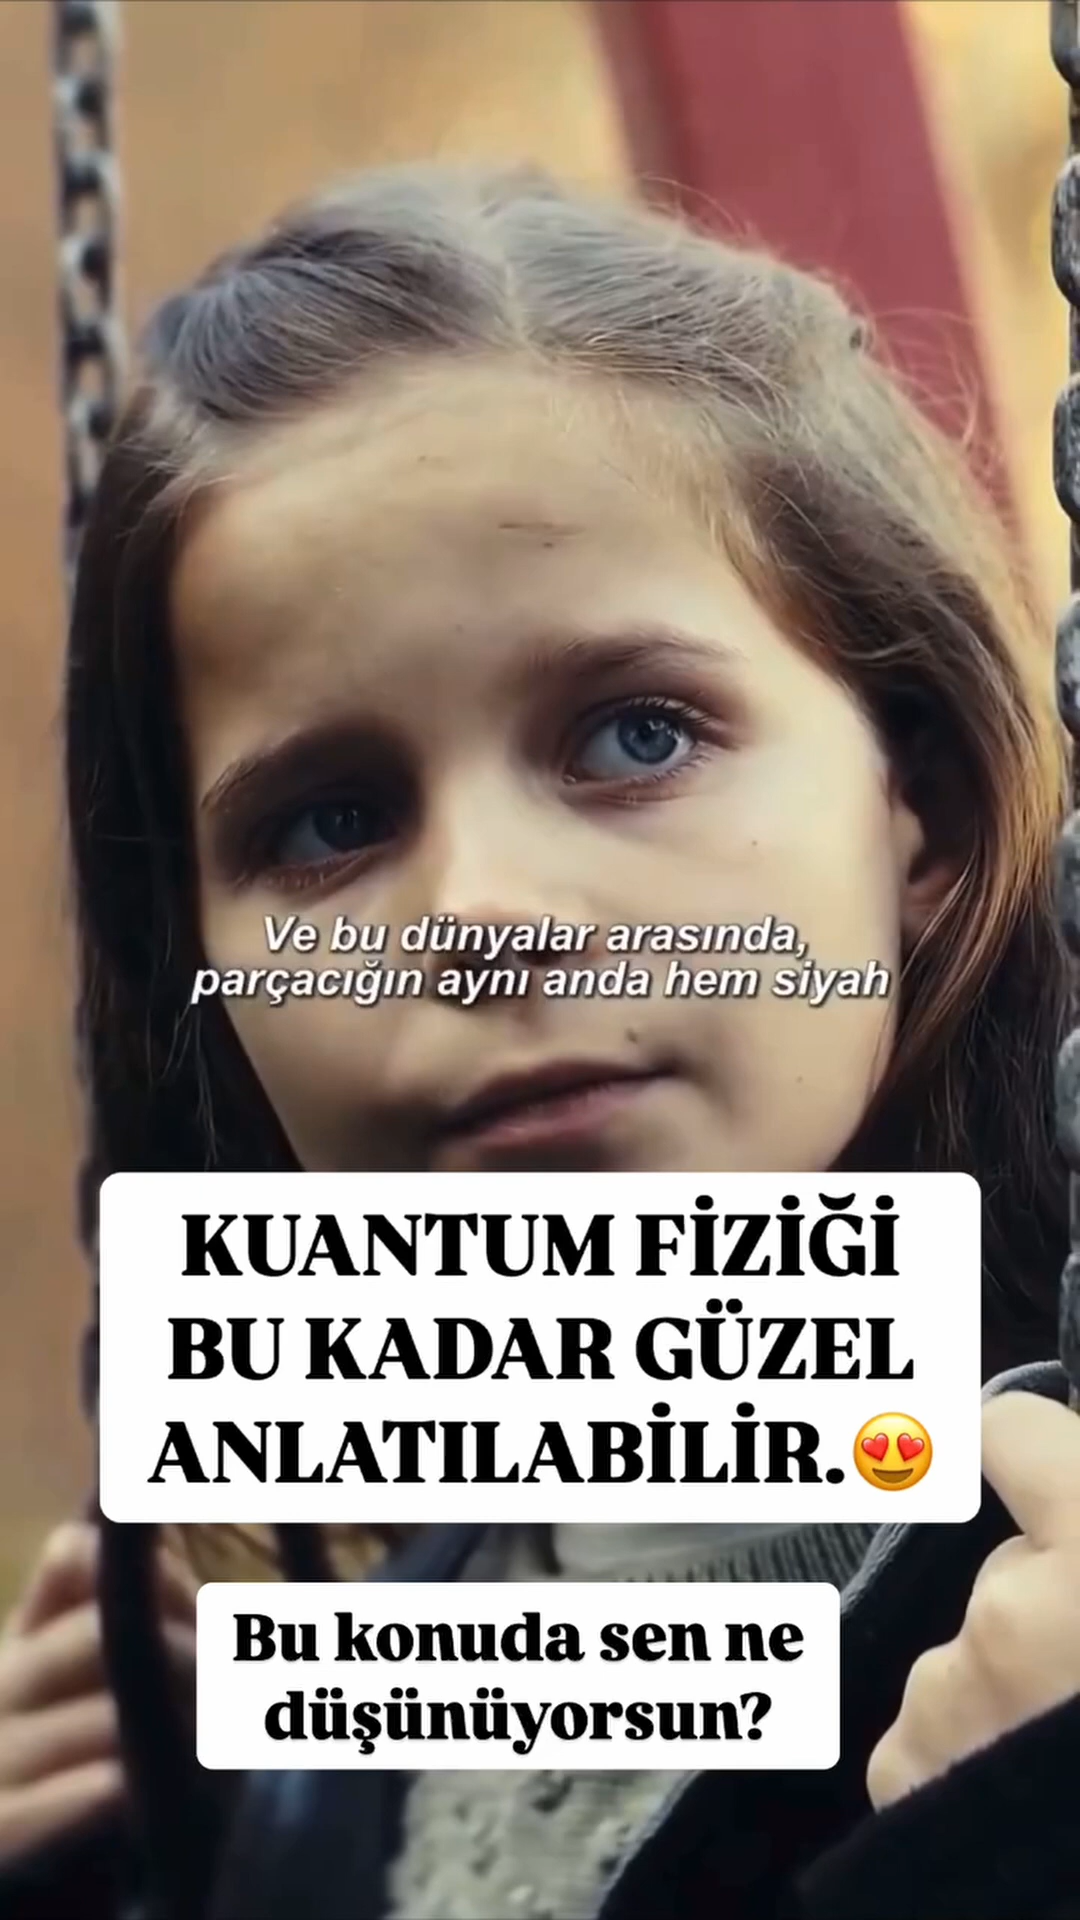 Ve bu dünyalar arasında,
parçacığın aynı anda hem siyah
KUANTUM FİZİĞİ
BU KADAR GÜZEL
ANLATILABİLİR.😍
Bu konuda sen ne
düşünüyorsun?